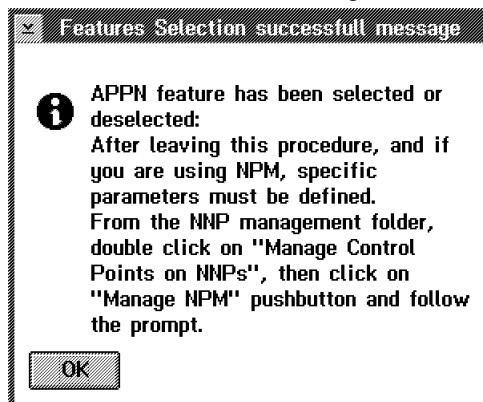 Features Selection successfull message
APPN feature has been selected or
deselected:
After leaving this procedure, and if
you are using NPM, specific
parameters must be defined.
From the NNP management folder,
double click on "Manage Control
Points on NNPs", then click on
"Manage NPM" pushbutton and follow
the prompt.
OK